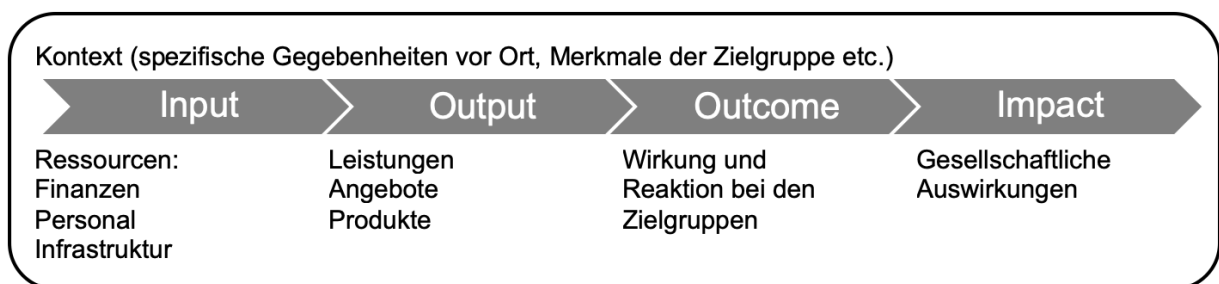 Kontext (spezifische Gegebenheiten vor Ort, Merkmale der Zielgruppe etc.)
Input
Output
Outcome
Impact
Ressourcen:
Finanzen
Personal
Infrastruktur
Leistungen
Angebote
Produkte
Wirkung und
Reaktion bei den
Zielgruppen
Gesellschaftliche
Auswirkungen